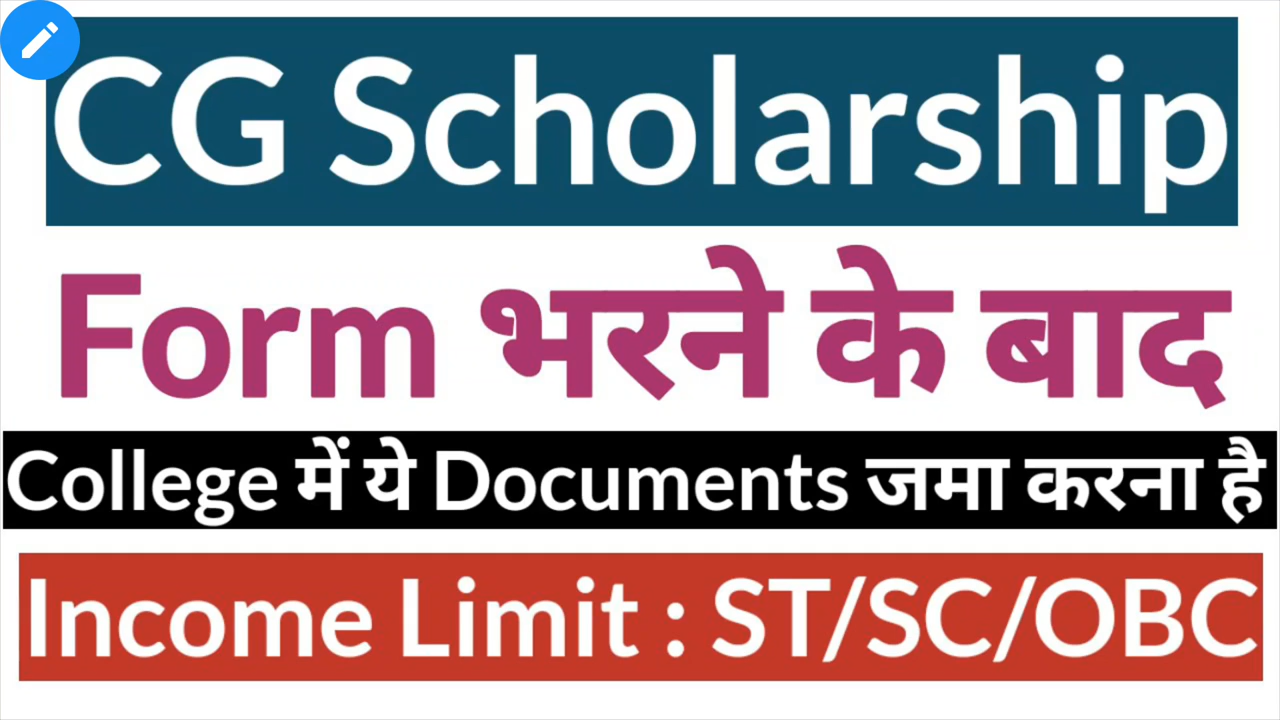 CG Scholarship
Form भरने के बाद
College में ये Documents जमा करना है
Income Limit : ST/SC/OBC